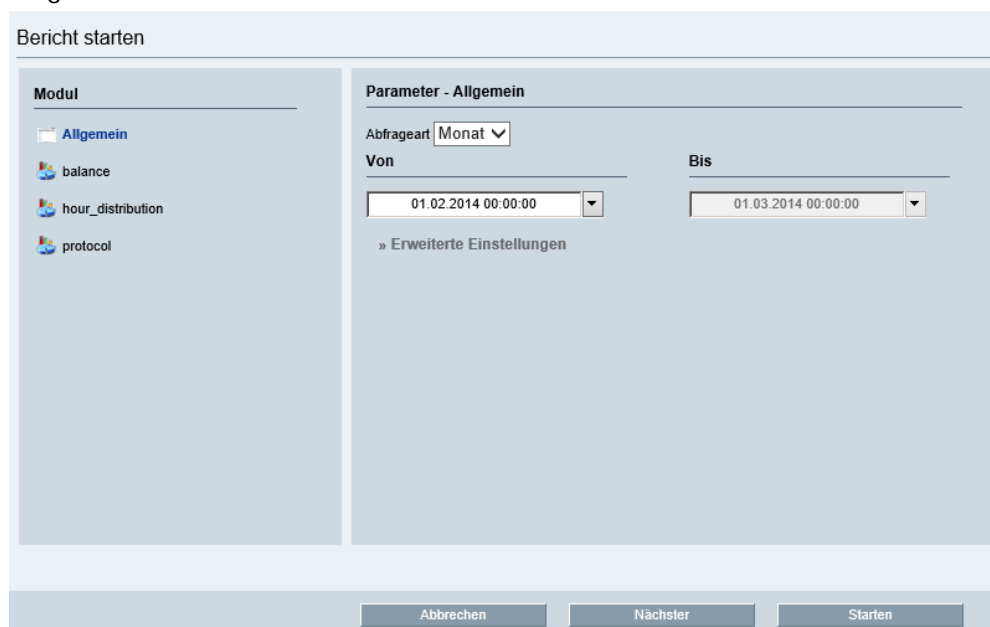 Bericht starten
Modul
Allgemein
balance
hour_distribution
protocol
Parameter - Allgemein
Abfrageart Monat
Von Bis
01.02.2014 00:00:00 01.03.2014 00:00:00
» Erweiterte Einstellungen
Abbrechen Nächster Starten